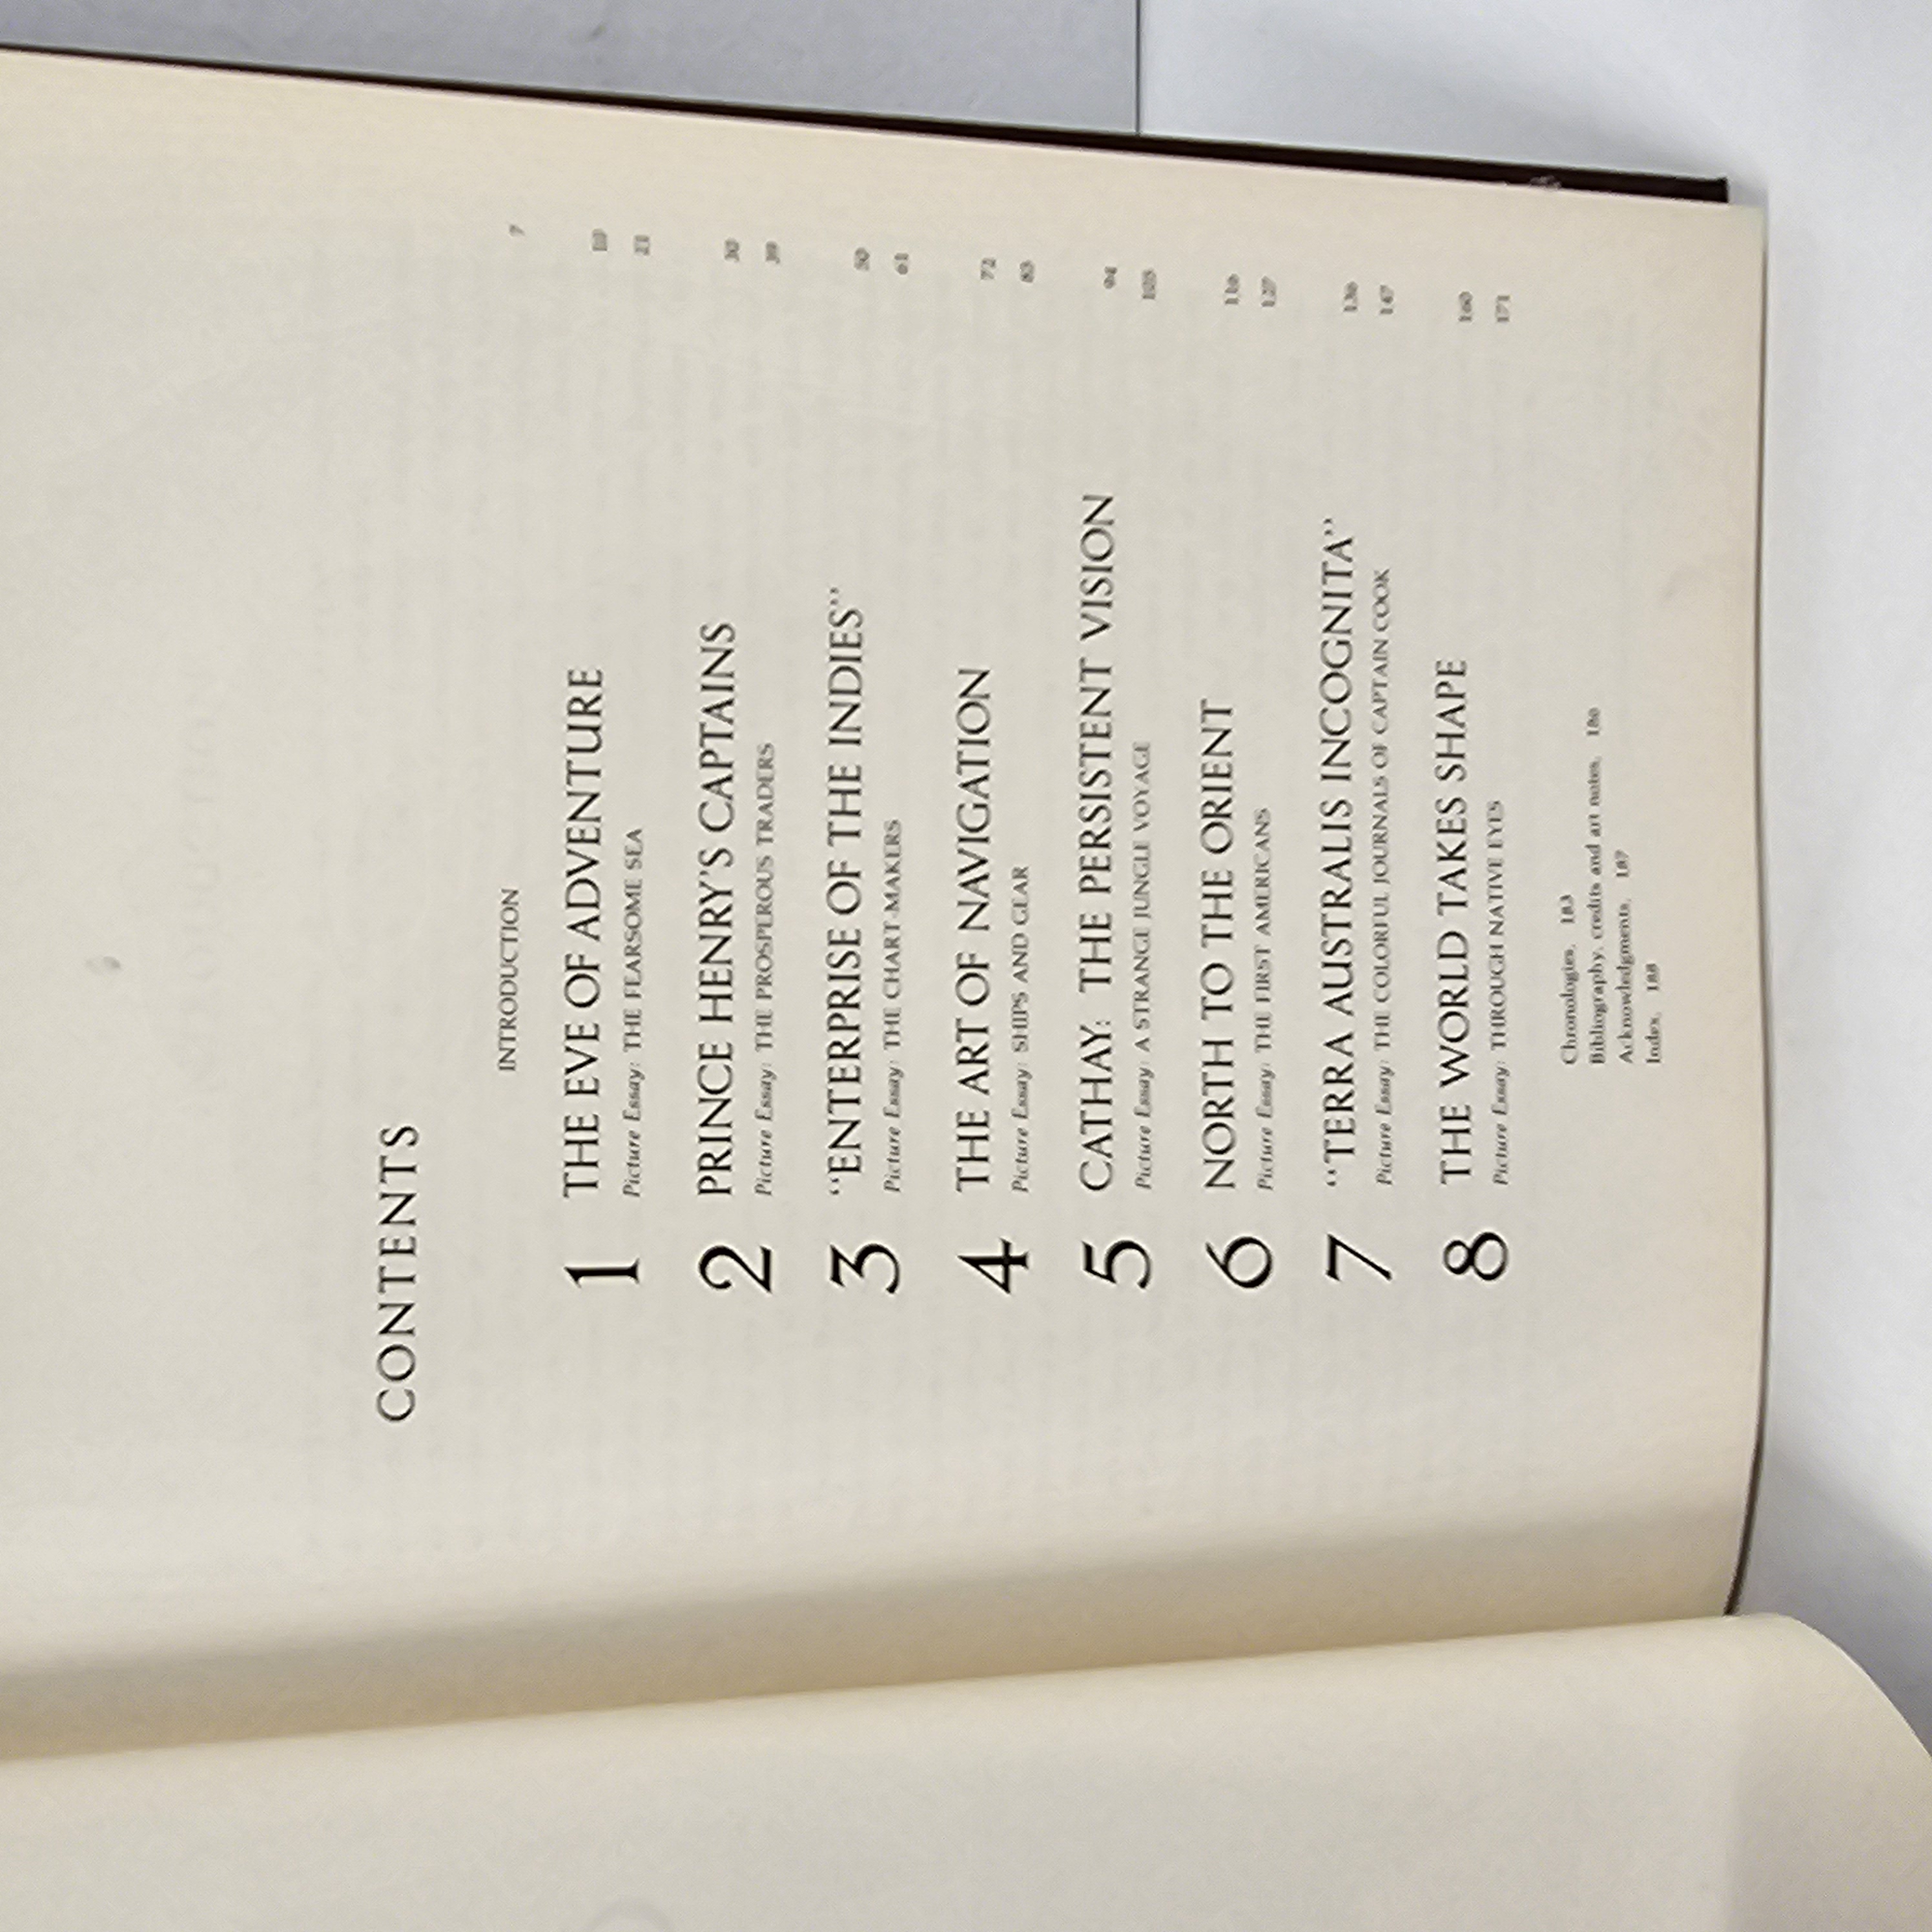 CONTENTS
INTRODUCTION 7
1 THE EVE OF ADVENTURE 10
Picture Essay: THE FEARSOME SEA 21
2 PRINCE HENRY'S CAPTAINS 30
Picture Essay: THE PROSPEROUS TRADERS 39
3 “ENTERPRISE OF THE INDIES” 50
Picture Essay: THE CHART-MAKERS 61
4 THE ART OF NAVIGATION 72
Picture Essay: SHIPS AND GEAR 83
5 CATHAY: THE PERSISTENT VISION 94
Picture Essay: A STRANGE JUNGLE VOYAGE
6 NORTH TO THE ORIENT 116
Picture Essay: THE FIRST AMERICANS 127
7 “TERRA AUSTRALIS INCOGNITA” 136
Picture Essay: THE COLORFUL JOURNALS OF CAPTAIN COOK 147
8 THE WORLD TAKES SHAPE 160
Picture Essay: THROUGH NATIVE EYES 171
Chronologies, 183
Bibliography, credits and art notes, 186
Acknowledgments, 187
Index, 188